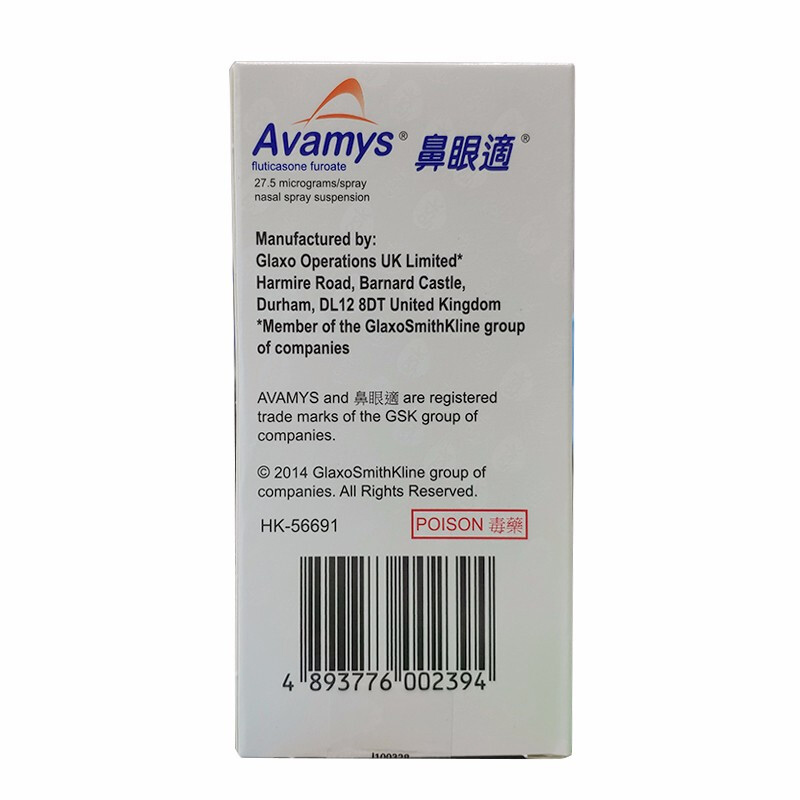 Avamys® 鼻眼適®
fluticasone furoate
27.5 micrograms/spray
nasal spray suspension
Manufactured by:
Glaxo Operations UK Limited*
Harmire Road, Barnard Castle,
Durham, DL12 8DT United Kingdom
*Member of the GlaxoSmithKline group
of companies
AVAMYS and 鼻眼適 are registered
trade marks of the GSK group of
companies.
© 2014 GlaxoSmithKline group of
companies. All Rights Reserved.
HK-56691 POISON 毒藥
4 893776 002394